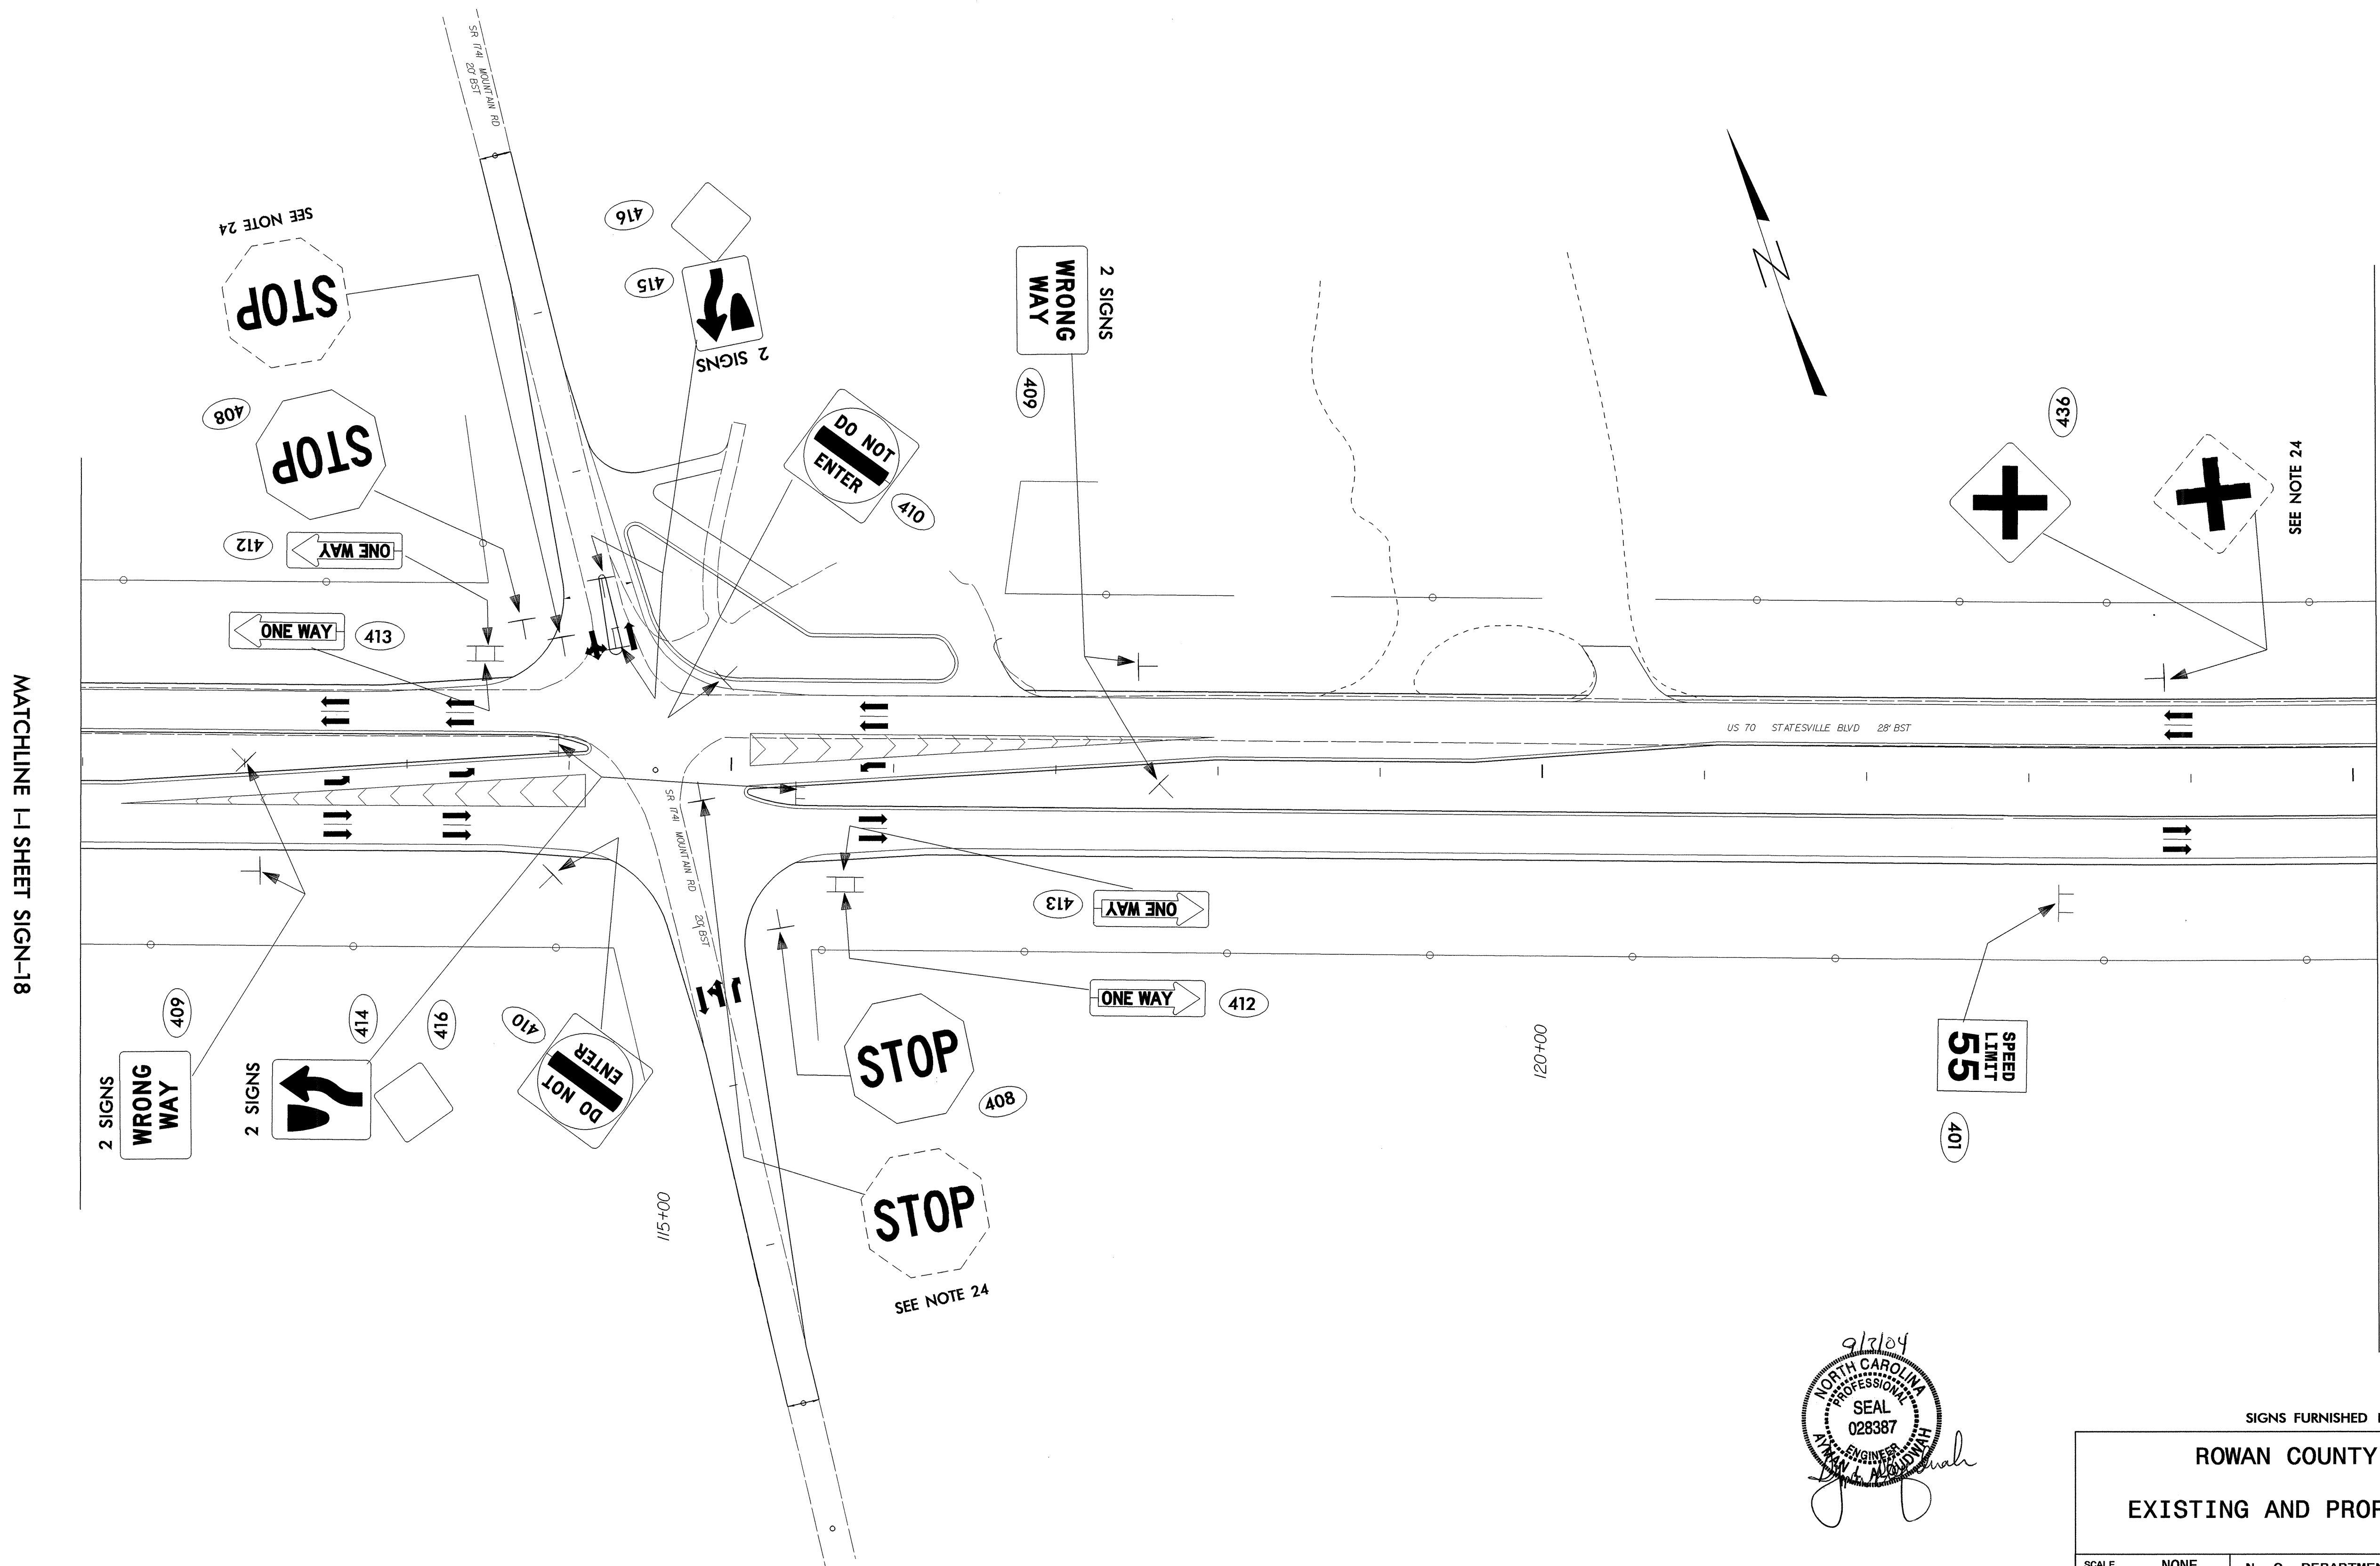 SR 1741 MOUNTAIN RD
20' BST
SEE NOTE 24
STOP
408
STOP
412
ONE WAY
ONE WAY
413
416
415
2 SIGNS
DO NOT
ENTER
410
WRONG
WAY
2 SIGNS
409
436
SEE NOTE 24
US 70 STATESVILLE BLVD 28' BST
MATCHLINE I-I SHEET SIGN-18
SR 1741 MOUNTAIN RD 20' BST
409
2 SIGNS
WRONG
WAY
414
416
2 SIGNS
410
DO NOT
ENTER
413
ONE WAY
ONE WAY
412
STOP
408
STOP
SEE NOTE 24
115+00
120+00
SPEED
LIMIT
55
401
9/7/04
NORTH CAROLINA
PROFESSIONAL
SEAL
028387
ENGINEER
SIGNS FURNISHED
ROWAN COUNTY
EXISTING AND PROP
SCALE NONE
N. C. DEPARTMEN